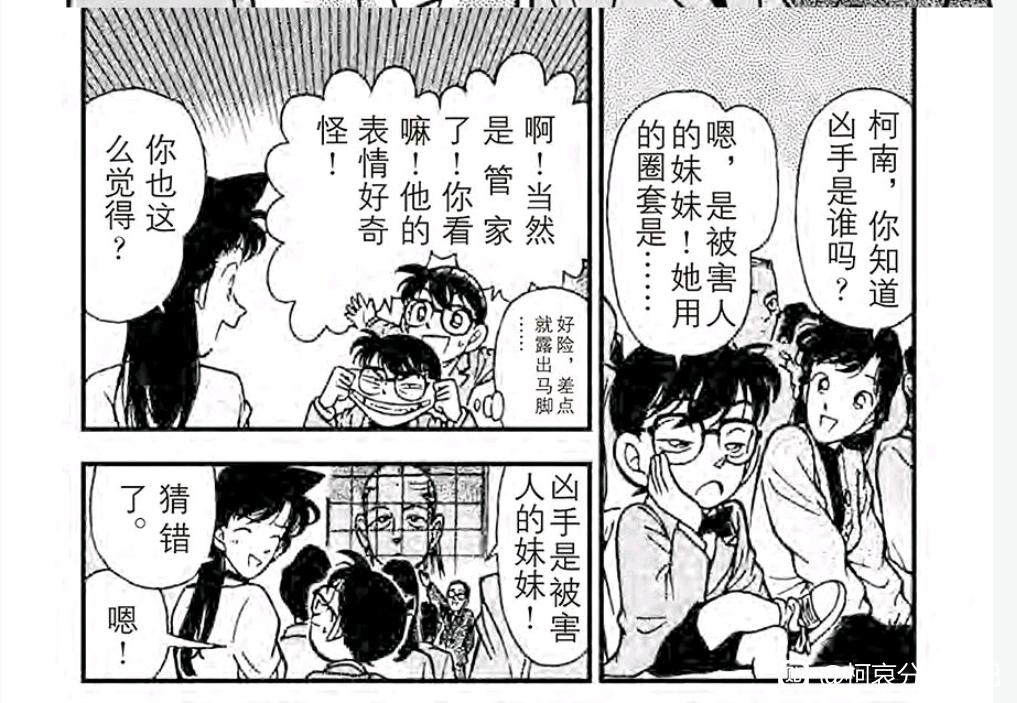 柯南，你知道
凶手是谁吗？
嗯，是被害人
的妹妹！她用
的圈套是……
啊！当然
是管家
了！你看
嘛！他的
表情好奇
怪！
好险，差点
就露出马脚
……
你也这
么觉得？
凶手是被害
人的妹妹！
猜错
了。
嗯！
@柯哀分